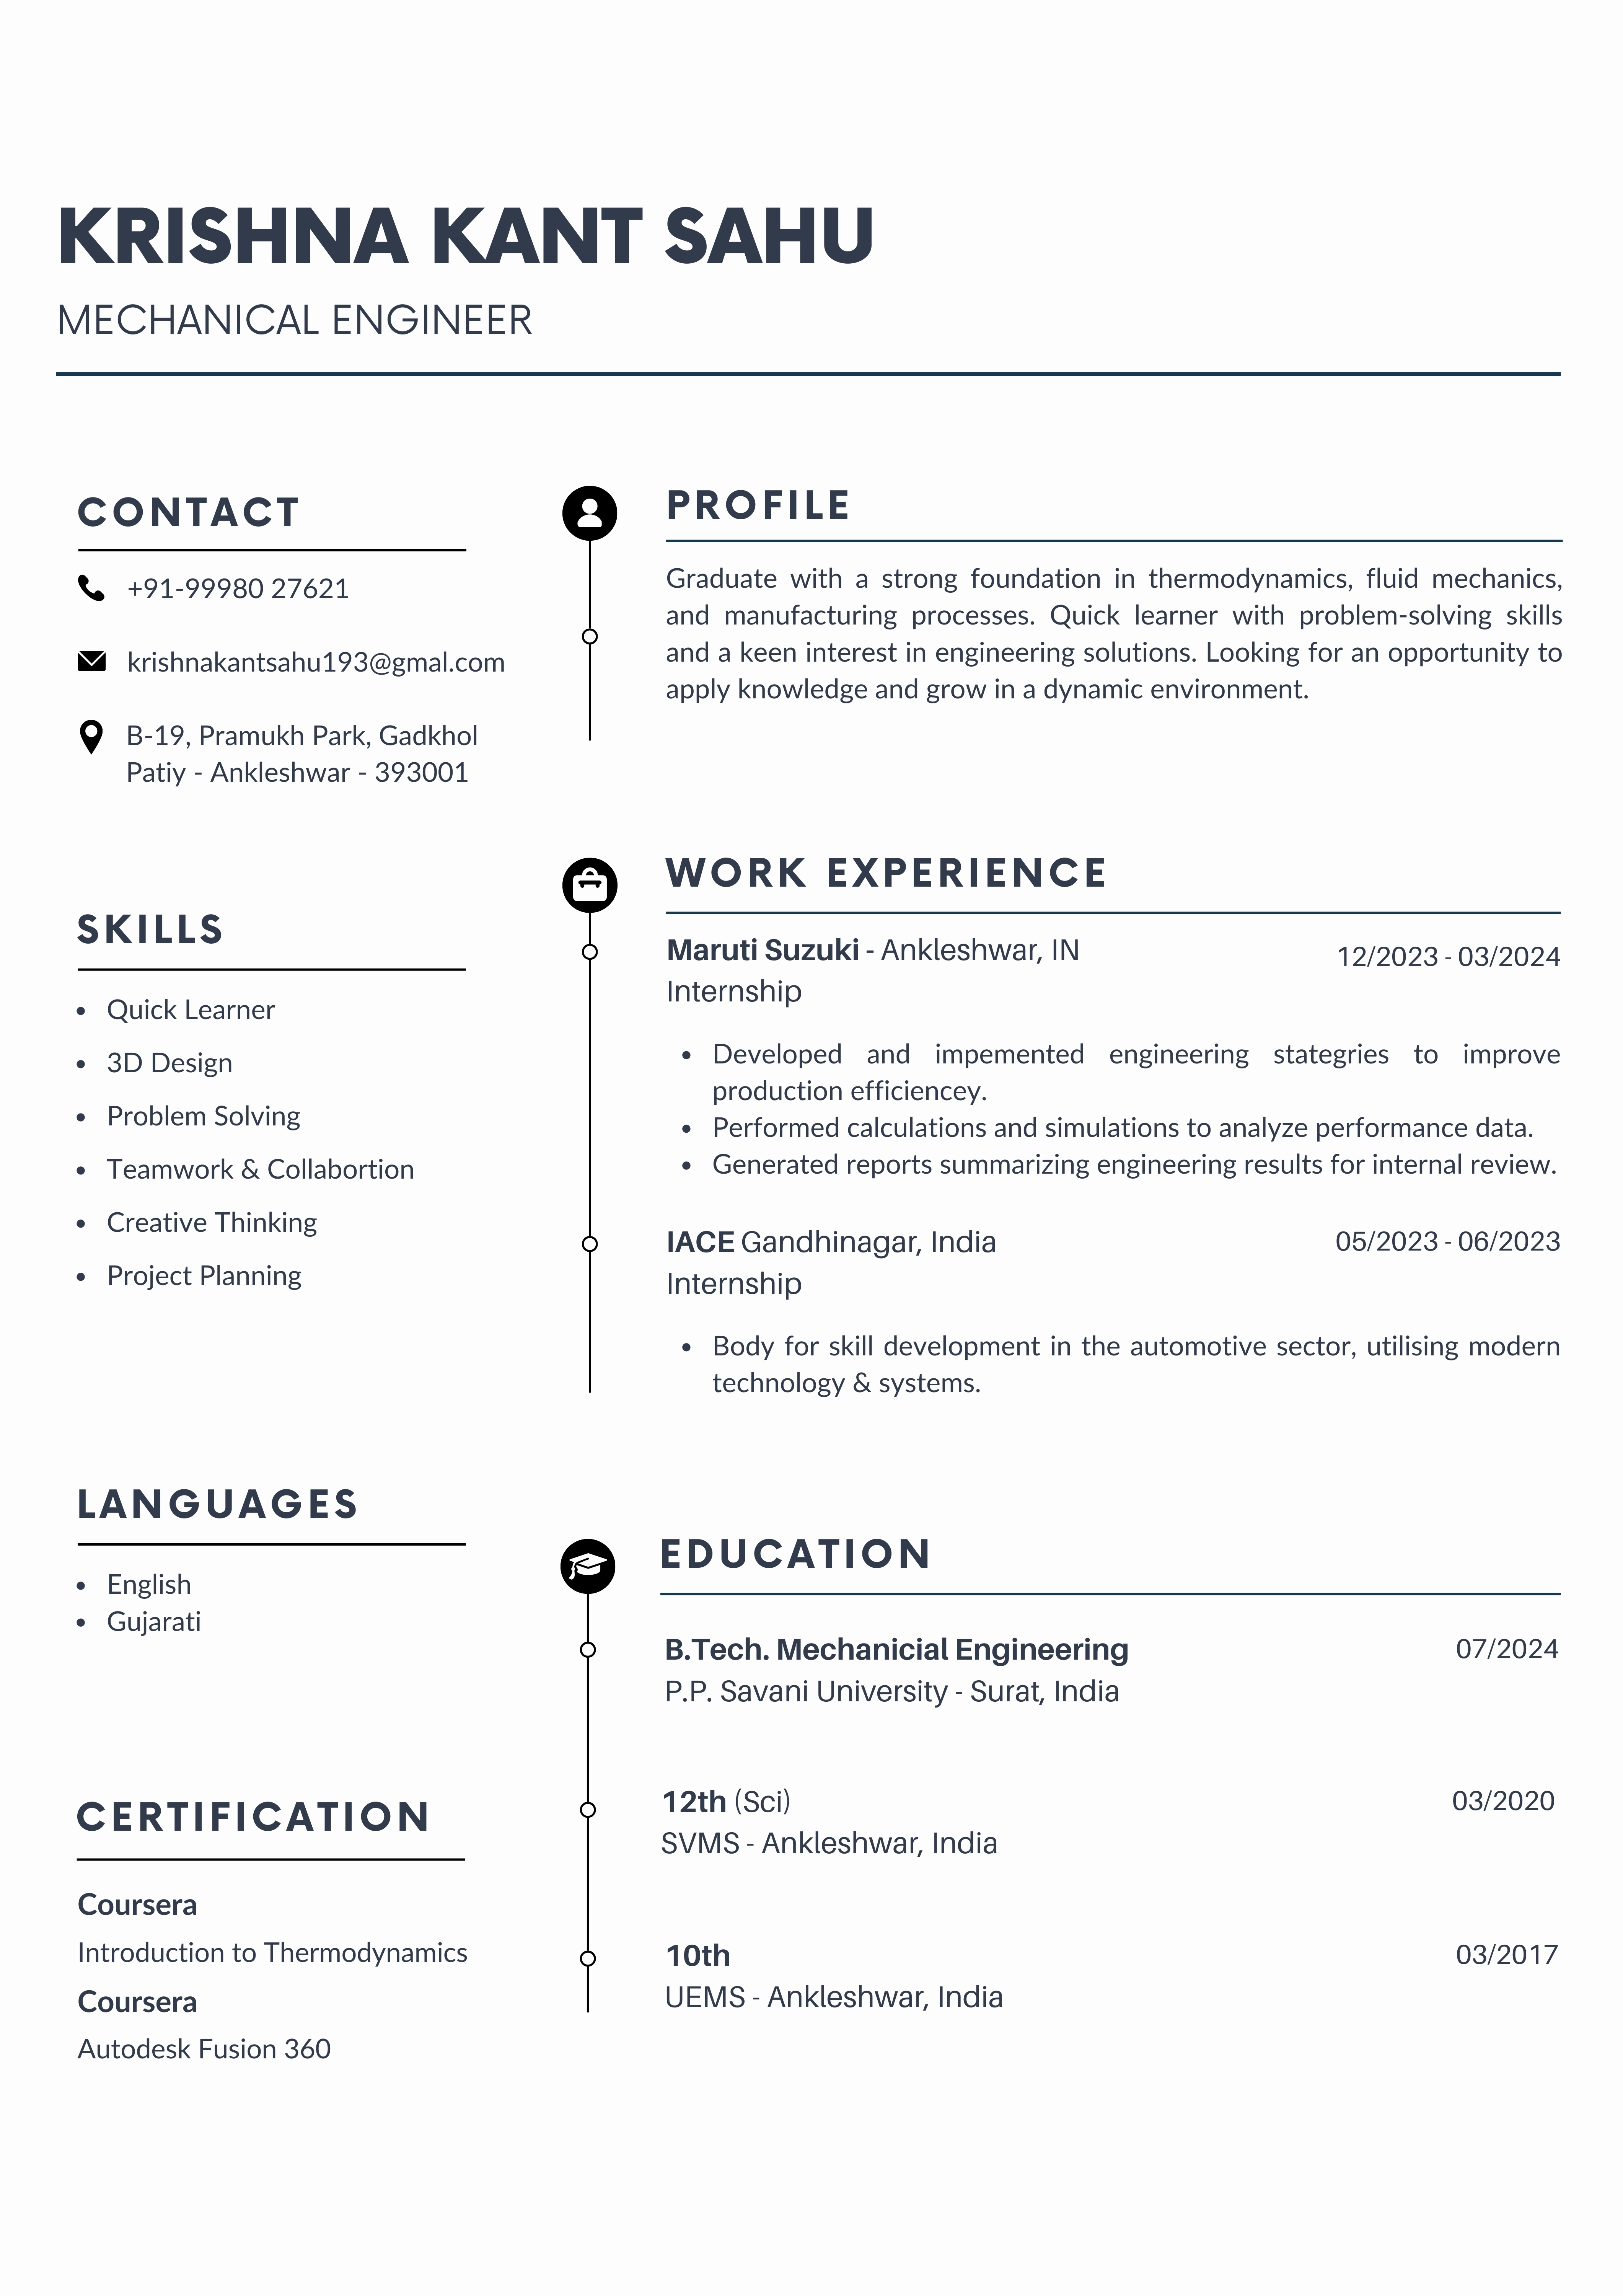 KRISHNA KANT SAHU
MECHANICAL ENGINEER
CONTACT
+91-99980 27621
krishnakantsahu193@gmal.com
B-19, Pramukh Park, Gadkhol
Patiy - Ankleshwar - 393001
SKILLS
• Quick Learner
• 3D Design
• Problem Solving
• Teamwork & Collabortion
• Creative Thinking
• Project Planning
LANGUAGES
• English
• Gujarati
CERTIFICATION
Coursera
Introduction to Thermodynamics
Coursera
Autodesk Fusion 360
PROFILE
Graduate with a strong foundation in thermodynamics, fluid mechanics,
and manufacturing processes. Quick learner with problem-solving skills
and a keen interest in engineering solutions. Looking for an opportunity to
apply knowledge and grow in a dynamic environment.
WORK EXPERIENCE
Maruti Suzuki - Ankleshwar, IN 12/2023 - 03/2024
Internship
• Developed and impemented engineering stategries to improve
production efficiencey.
• Performed calculations and simulations to analyze performance data.
• Generated reports summarizing engineering results for internal review.
IACE Gandhinagar, India 05/2023 - 06/2023
Internship
• Body for skill development in the automotive sector, utilising modern
technology & systems.
EDUCATION
B.Tech. Mechanicial Engineering 07/2024
P.P. Savani University - Surat, India
12th (Sci) 03/2020
SVMS - Ankleshwar, India
10th 03/2017
UEMS - Ankleshwar, India